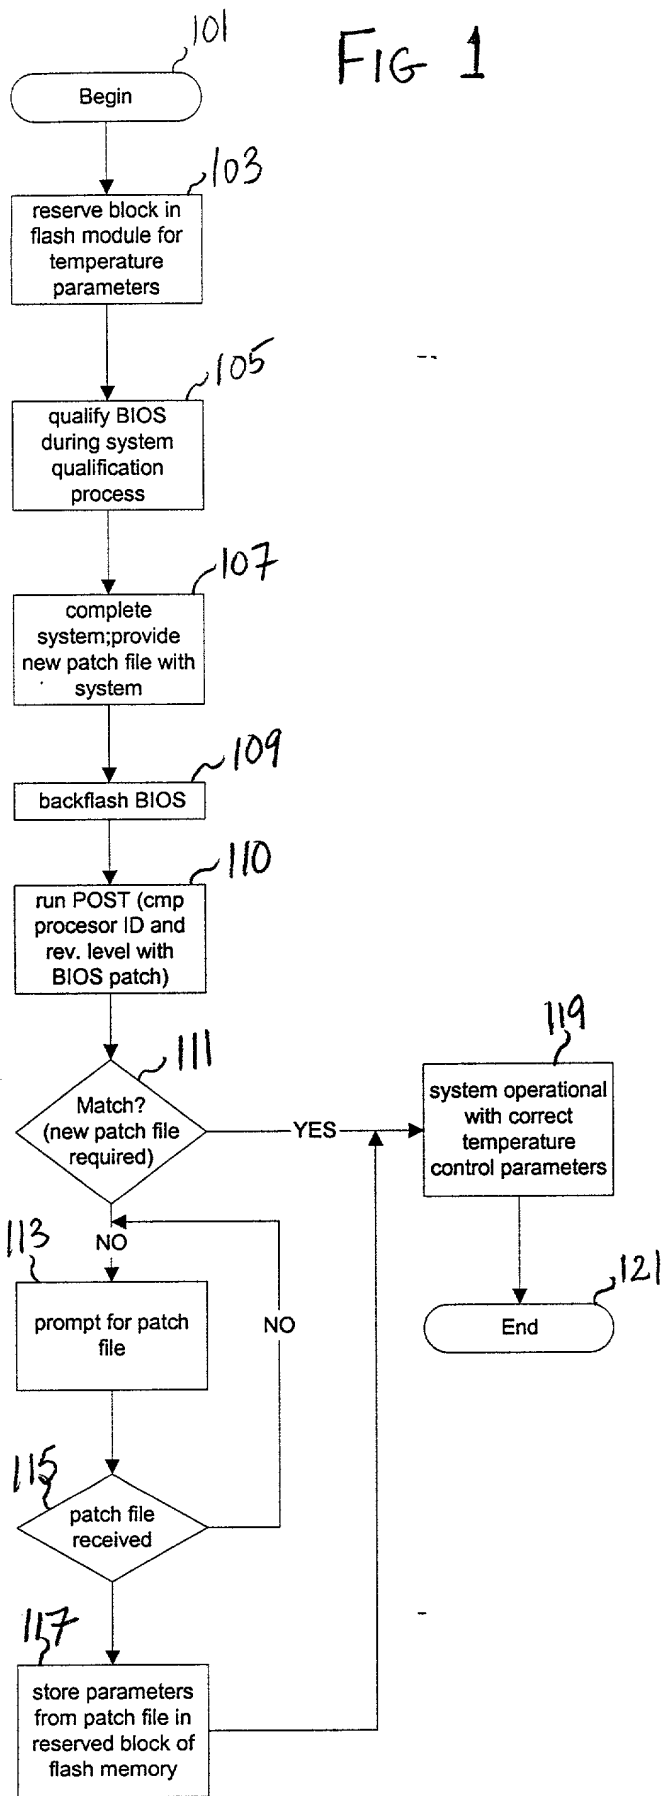 FIG 1
101
Begin
103
reserve block in
flash module for
temperature
parameters
105
qualify BIOS
during system
qualification
process
107
complete
system;provide
new patch file with
system
109
backflash BIOS
110
run POST (cmp
procesor ID and
rev. level with
BIOS patch)
111
Match?
(new patch file
required)
YES
119
system operational
with correct
temperature
control parameters
NO
113
prompt for patch
file
NO
121
End
115
patch file
received
117
store parameters
from patch file in
reserved block of
flash memory